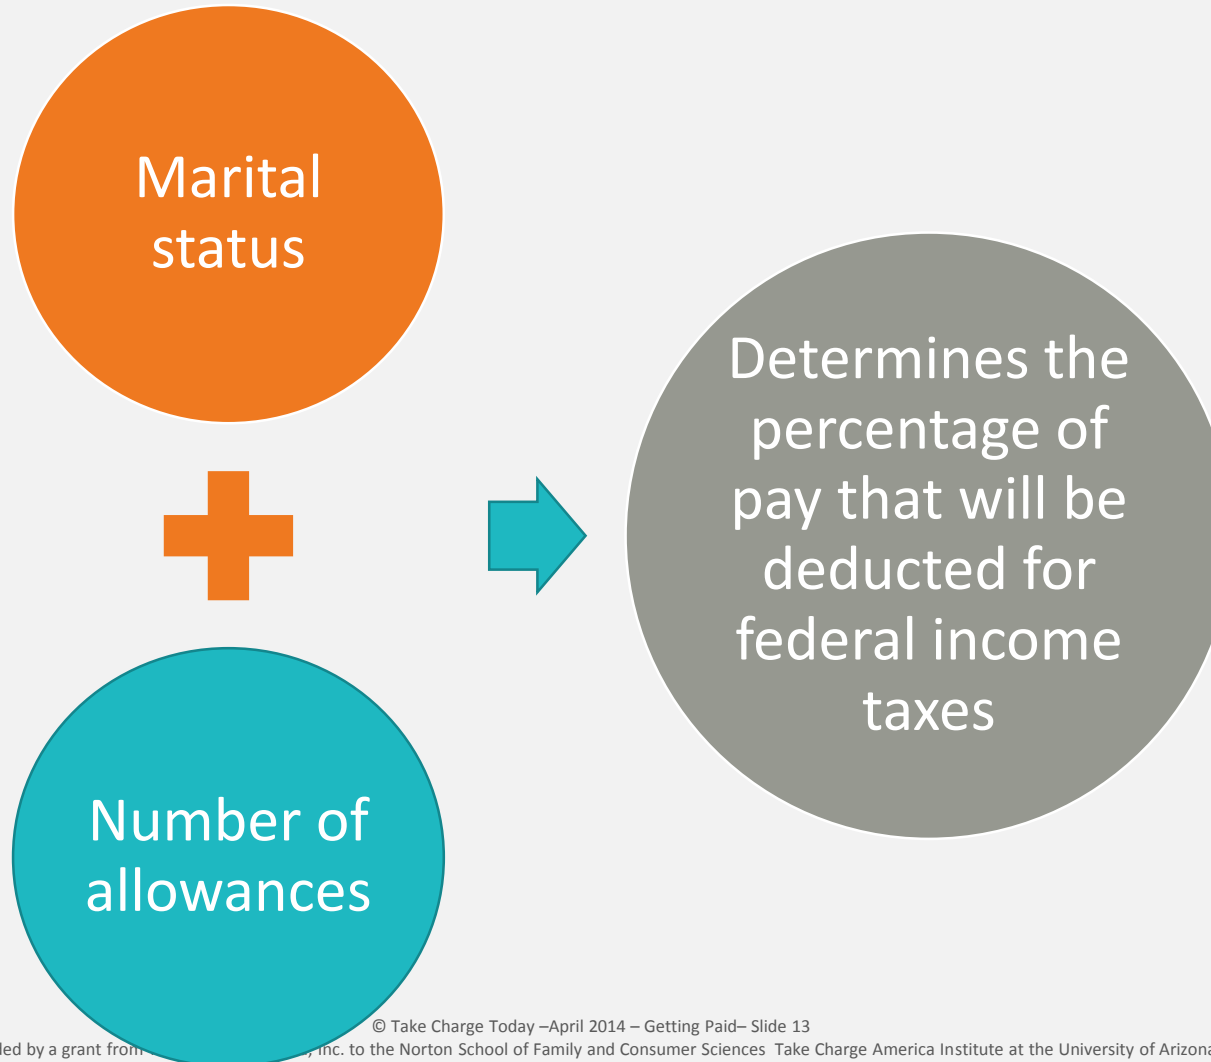 Marital
status
Number of
allowances
Determines the
percentage of
pay that will be
deducted for
federal income
taxes
© Take Charge Today –April 2014 – Getting Paid– Slide 13
by a grant from Inc. to the Norton School of Family and Consumer Sciences Take Charge America Institute at the University of Arizona